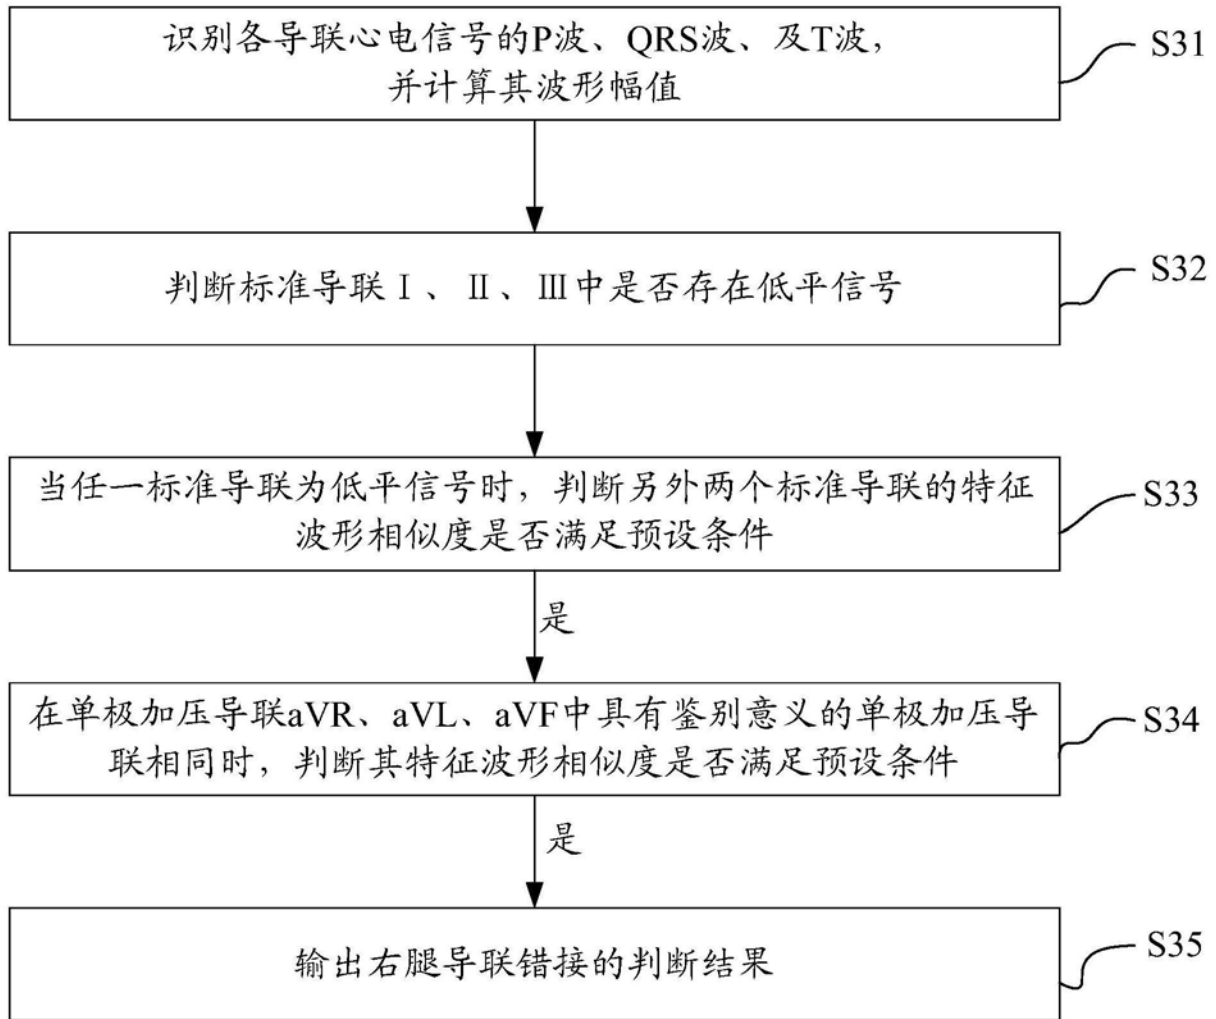 识别各导联心电信号的P波、QRS波、及T波，
并计算其波形幅值
S31
判断标准导联Ⅰ、Ⅱ、Ⅲ中是否存在低平信号
S32
当任一标准导联为低平信号时，判断另外两个标准导联的特征
波形相似度是否满足预设条件
S33
是
在单极加压导联aVR、aVL、aVF中具有鉴别意义的单极加压导
联相同时，判断其特征波形相似度是否满足预设条件
S34
是
输出右腿导联错接的判断结果
S35